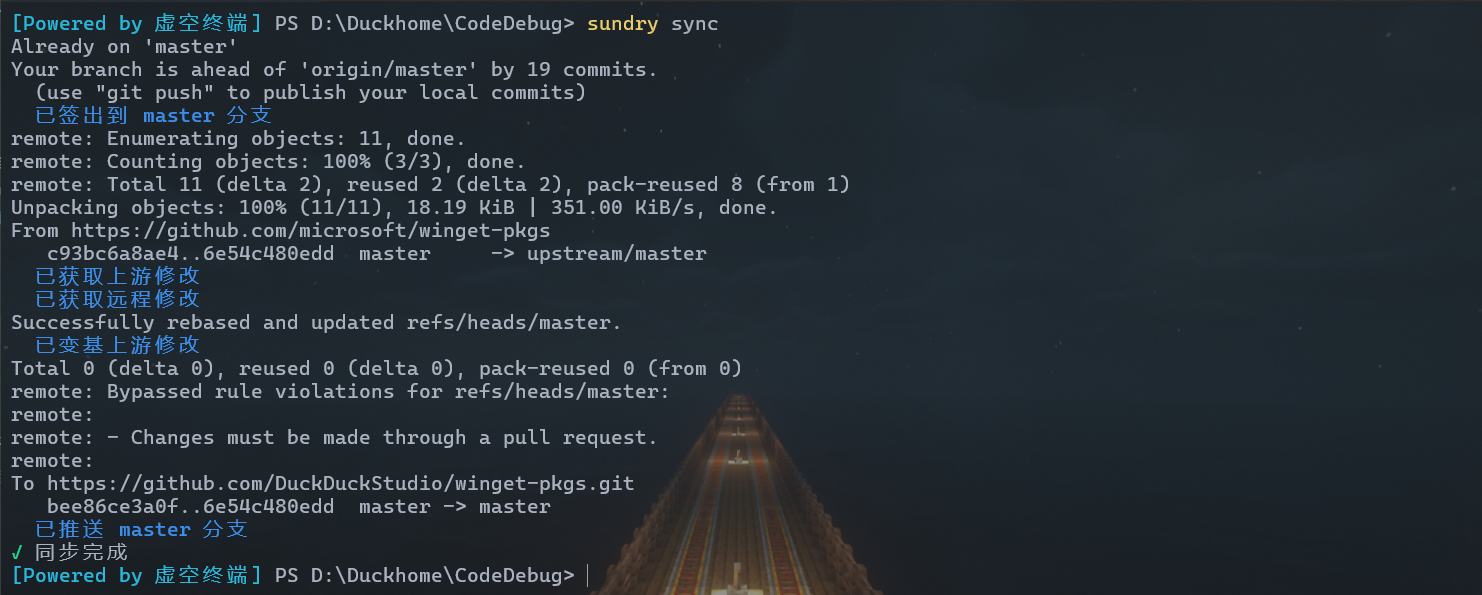 [Powered by 虚空终端] PS D:\Duckhome\CodeDebug> sundry sync
Already on 'master'
Your branch is ahead of 'origin/master' by 19 commits.
  (use "git push" to publish your local commits)
  已签出到 master 分支
remote: Enumerating objects: 11, done.
remote: Counting objects: 100% (3/3), done.
remote: Total 11 (delta 2), reused 2 (delta 2), pack-reused 8 (from 1)
Unpacking objects: 100% (11/11), 18.19 KiB | 351.00 KiB/s, done.
From https://github.com/microsoft/winget-pkgs
   c93bc6a8ae4..6e54c480edd  master     -> upstream/master
  已获取上游修改
  已获取远程修改
Successfully rebased and updated refs/heads/master.
  已变基上游修改
Total 0 (delta 0), reused 0 (delta 0), pack-reused 0 (from 0)
remote: Bypassed rule violations for refs/heads/master:
remote:
remote: - Changes must be made through a pull request.
remote:
To https://github.com/DuckDuckStudio/winget-pkgs.git
   bee86ce3a0f..6e54c480edd  master -> master
  已推送 master 分支
✓ 同步完成
[Powered by 虚空终端] PS D:\Duckhome\CodeDebug>